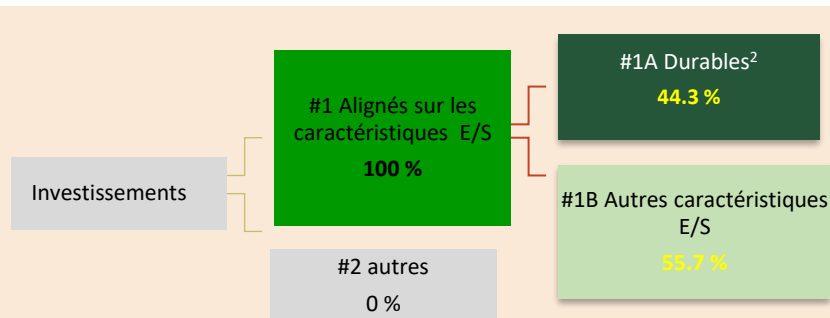 Investissements
#1 Alignés sur les
caractéristiques E/S
100 %
#2 autres
0 %
#1A Durables²
44.3 %
#1B Autres caractéristiques
E/S
55.7 %